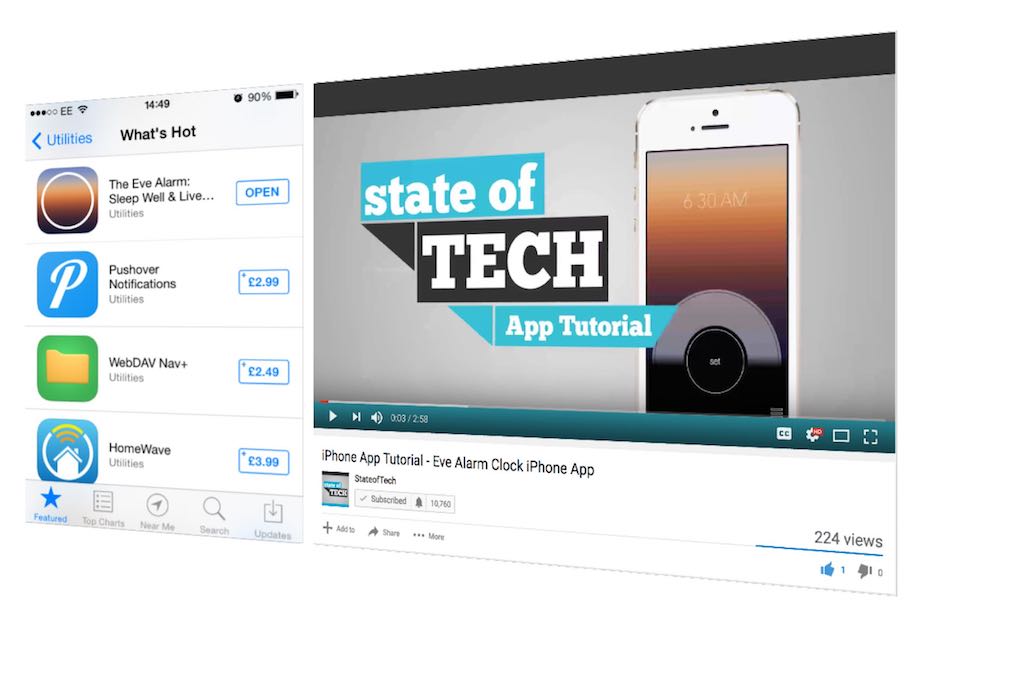 EE 14:49 90%
Utilities What's Hot
The Eve Alarm:
Sleep Well & Live…
Utilities
OPEN
Pushover
Notifications
Utilities
+£2.99
WebDAV Nav+
Utilities
+£2.49
HomeWave
Utilities
+£3.99
Featured Top Charts Near Me Search Updates
state of
TECH
App Tutorial
6:30 AM
set
0:03 / 2:58 CC HD
iPhone App Tutorial - Eve Alarm Clock iPhone App
state of
TECH
StateofTech
Subscribed 10,760
Add to Share More
224 views
1 0